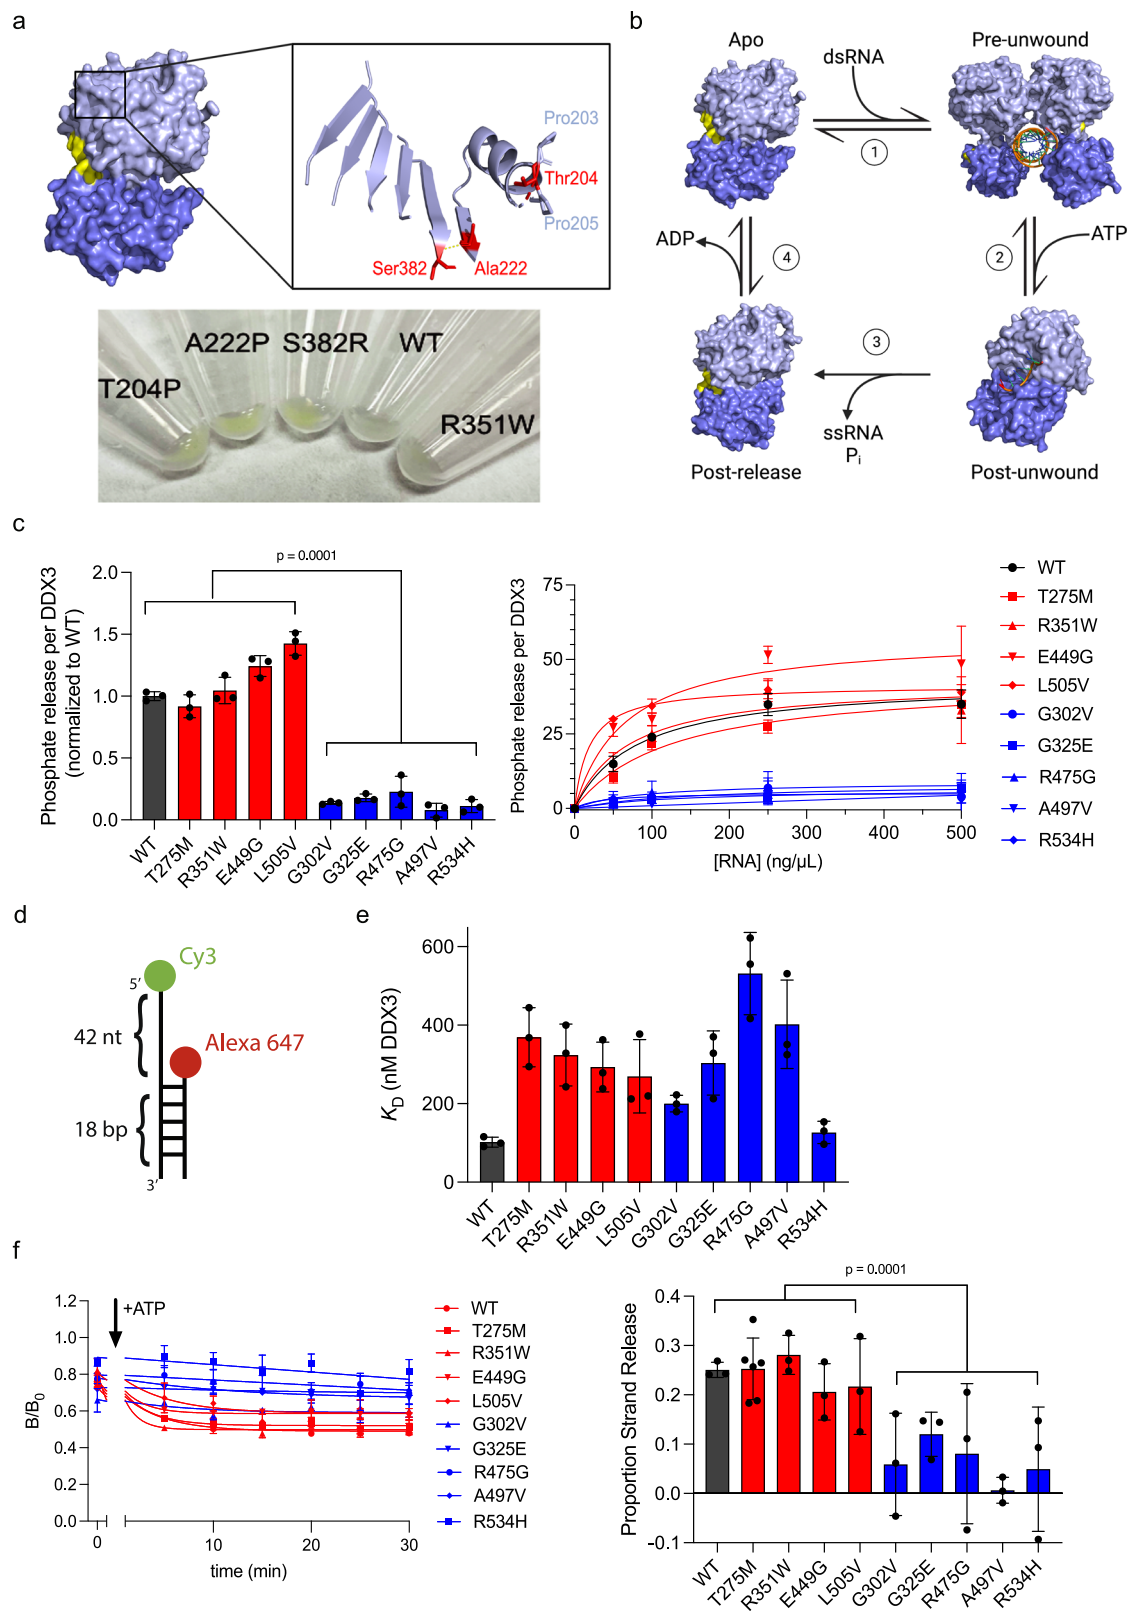 a
Pro203
Thr204
Pro205
Ser382
Ala222
A222P
S382R
WT
T204P
R351W
b
Apo
Pre-unwound
dsRNA
1
ADP
4
2
ATP
3
ssRNA
Pi
Post-release
Post-unwound
c
p = 0.0001
Phosphate release per DDX3
(normalized to WT)
2.0
1.5
1.0
0.5
0.0
WT
T275M
R351W
E449G
L505V
G302V
G325E
R475G
A497V
R534H
Phosphate release per DDX3
75
50
25
0
0
100
200
300
400
500
[RNA] (ng/µL)
WT
T275M
R351W
E449G
L505V
G302V
G325E
R475G
A497V
R534H
d
Cy3
5′
42 nt
Alexa 647
18 bp
3′
e
KD (nM DDX3)
600
400
200
0
WT
T275M
R351W
E449G
L505V
G302V
G325E
R475G
A497V
R534H
f
B/B0
1.2
1.0
0.8
0.6
0.4
0.2
0.0
+ATP
0
10
20
30
time (min)
WT
T275M
R351W
E449G
L505V
G302V
G325E
R475G
A497V
R534H
p = 0.0001
Proportion Strand Release
0.4
0.3
0.2
0.1
0.0
-0.1
WT
T275M
R351W
E449G
L505V
G302V
G325E
R475G
A497V
R534H